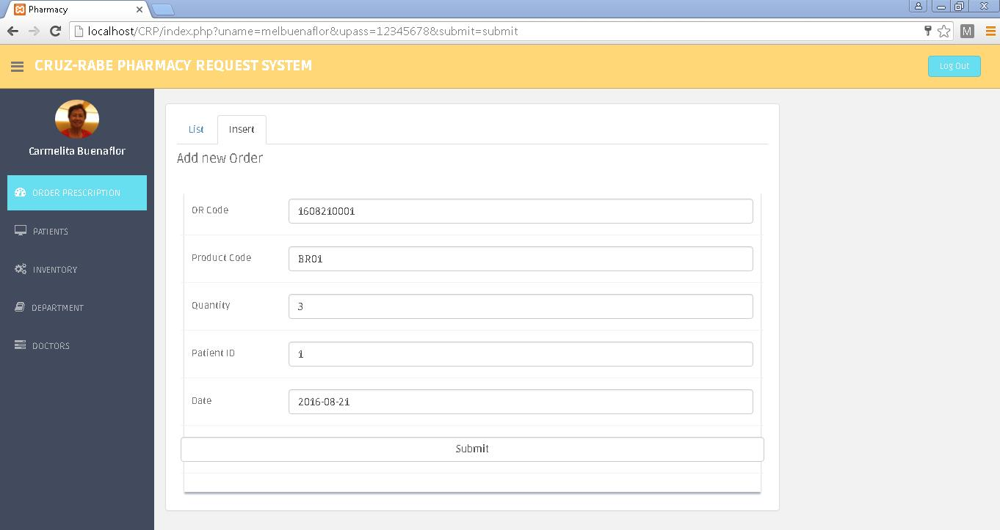 Pharmacy
localhost/CRP/index.php?uname=melbuenaflor&upass=12345678&submit=submit
M
CRUZ-RABE PHARMACY REQUEST SYSTEM
Log Out
Carmelita Buenaflor
ORDER PRESCRIPTION
PATIENTS
INVENTORY
DEPARTMENT
DOCTORS
List
Insert
Add new Order
OR Code
1608210001
Product Code
BR01
Quantity
3
Patient ID
1
Date
2016-08-21
Submit